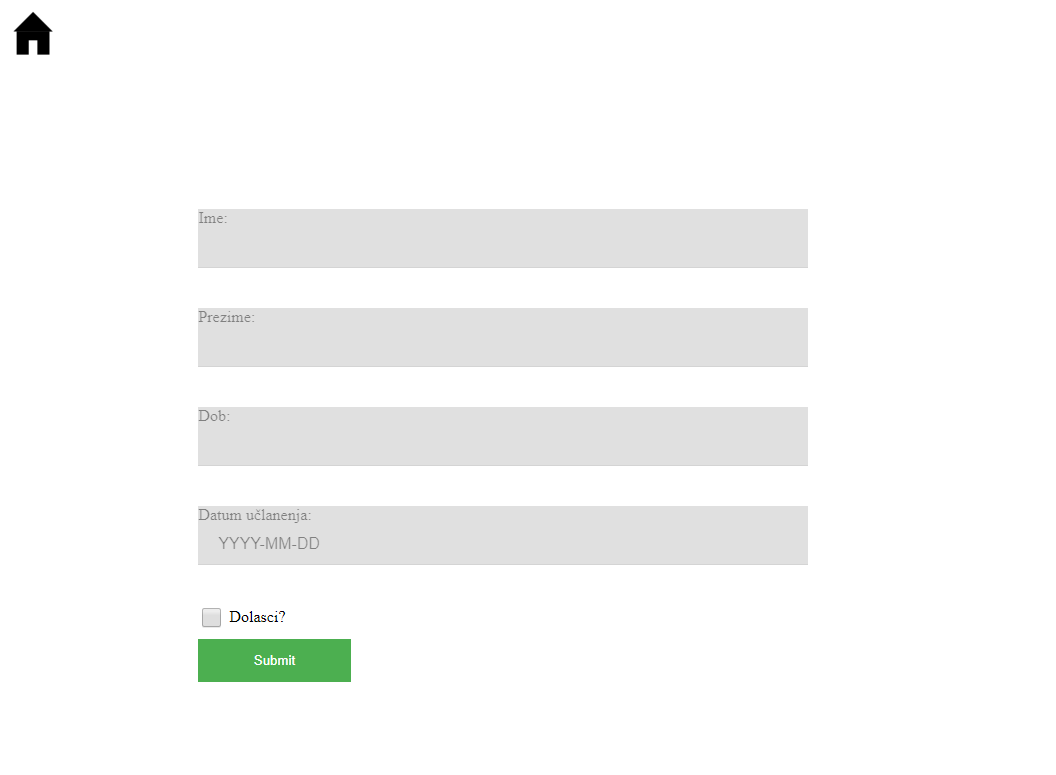 Ime:
Prezime:
Dob:
Datum učlanenja:
YYYY-MM-DD
Dolasci?
Submit